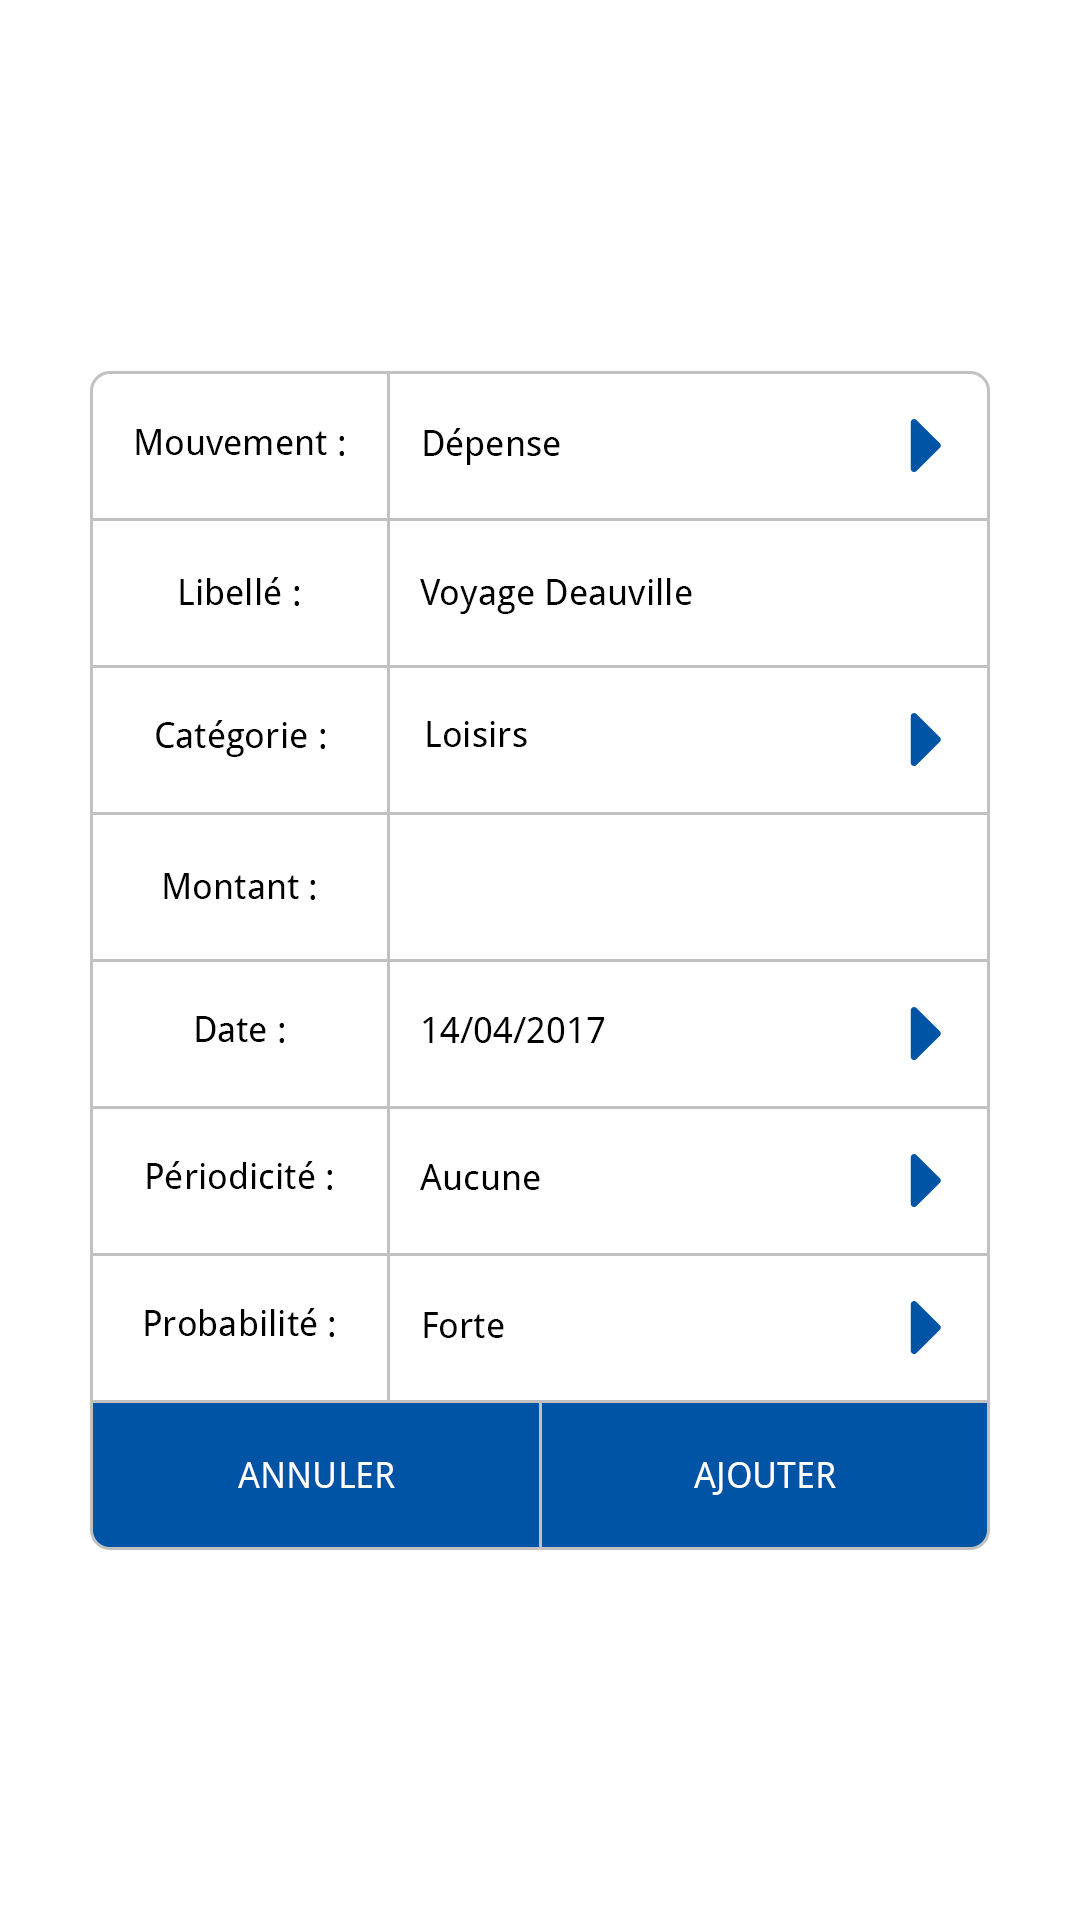 Mouvement : Dépense
Libellé : Voyage Deauville
Catégorie : Loisirs
Montant :
Date : 14/04/2017
Périodicité : Aucune
Probabilité : Forte
ANNULER AJOUTER